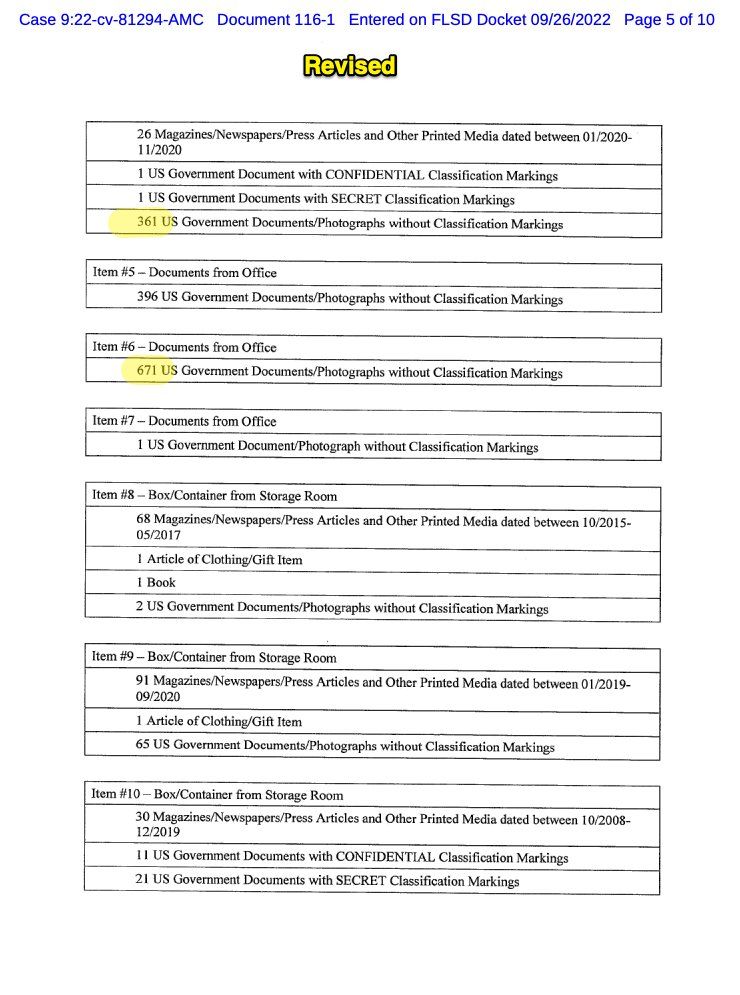 Case 9:22-cv-81294-AMC Document 116-1 Entered on FLSD Docket 09/26/2022 Page 5 of 10
Revised
26 Magazines/Newspapers/Press Articles and Other Printed Media dated between 01/2020-
11/2020
1 US Government Document with CONFIDENTIAL Classification Markings
1 US Government Documents with SECRET Classification Markings
361 US Government Documents/Photographs without Classification Markings
Item #5 – Documents from Office
396 US Government Documents/Photographs without Classification Markings
Item #6 – Documents from Office
671 US Government Documents/Photographs without Classification Markings
Item #7 – Documents from Office
1 US Government Document/Photograph without Classification Markings
Item #8 – Box/Container from Storage Room
68 Magazines/Newspapers/Press Articles and Other Printed Media dated between 10/2015-
05/2017
1 Article of Clothing/Gift Item
1 Book
2 US Government Documents/Photographs without Classification Markings
Item #9 – Box/Container from Storage Room
91 Magazines/Newspapers/Press Articles and Other Printed Media dated between 01/2019-
09/2020
1 Article of Clothing/Gift Item
65 US Government Documents/Photographs without Classification Markings
Item #10 – Box/Container from Storage Room
30 Magazines/Newspapers/Press Articles and Other Printed Media dated between 10/2008-
12/2019
11 US Government Documents with CONFIDENTIAL Classification Markings
21 US Government Documents with SECRET Classification Markings